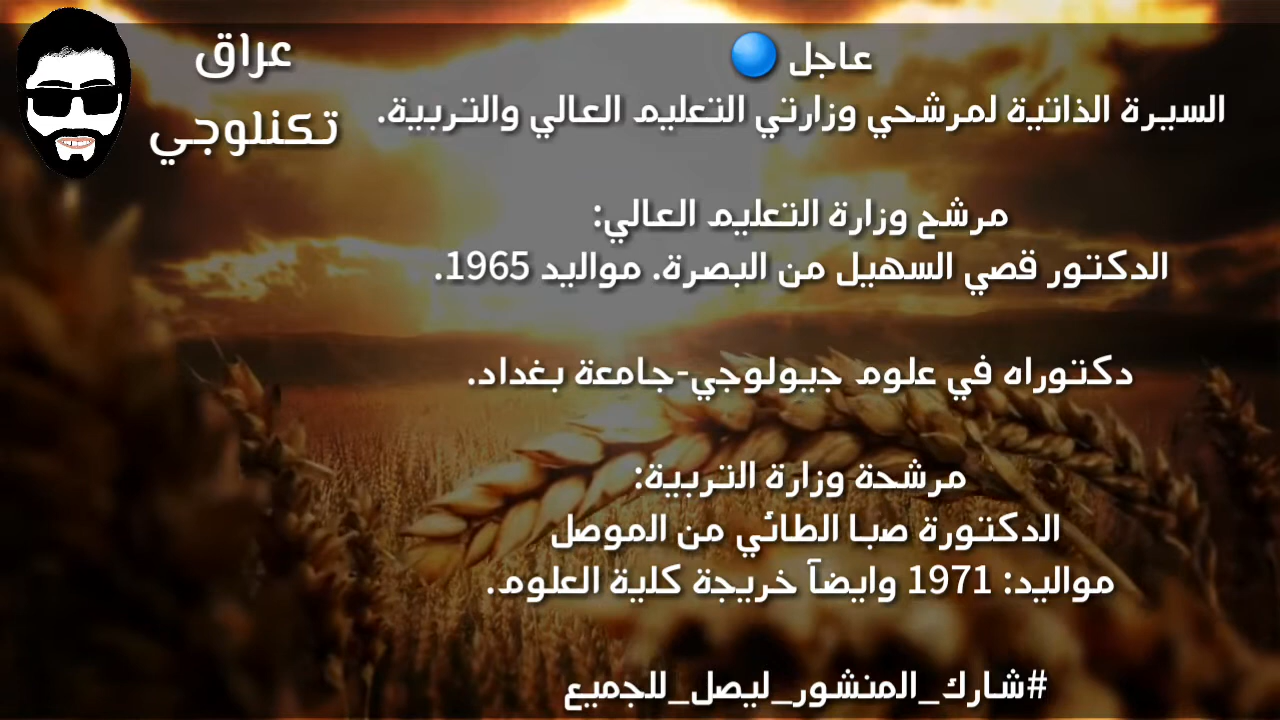 عراق
تكنلوجي
عاجل
السيرة الذاتية لمرشحي وزارتي التعليم العالي والتربية.
مرشح وزارة التعليم العالي:
الدكتور قصي السهيل من البصرة. مواليد 1965.
دكتوراه في علوم جيولوجي-جامعة بغداد.
مرشحة وزارة التربية:
الدكتورة صبا الطائي من الموصل
مواليد: 1971 وايضاً خريجة كلية العلوم.
#شارك_المنشور_ليصل_للجميع